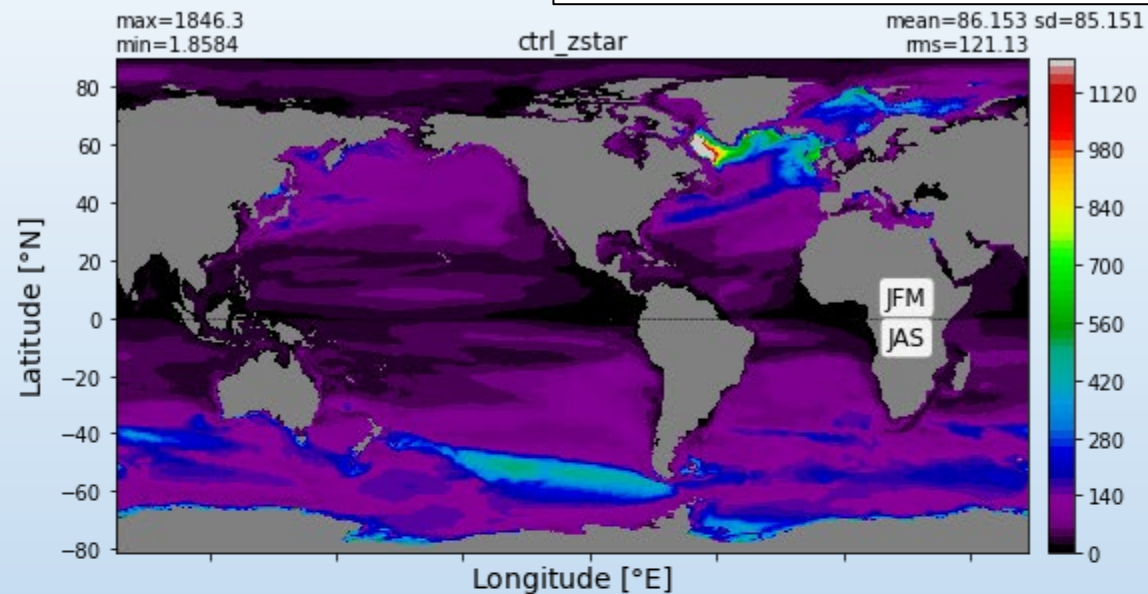 max=1846.3
min=1.8584
ctrl_zstar
mean=86.153 sd=85.151
rms=121.13
Latitude [°N]
80
60
40
20
0
−20
−40
−60
−80
JFM
JAS
1120
980
840
700
560
420
280
140
0
Longitude [°E]